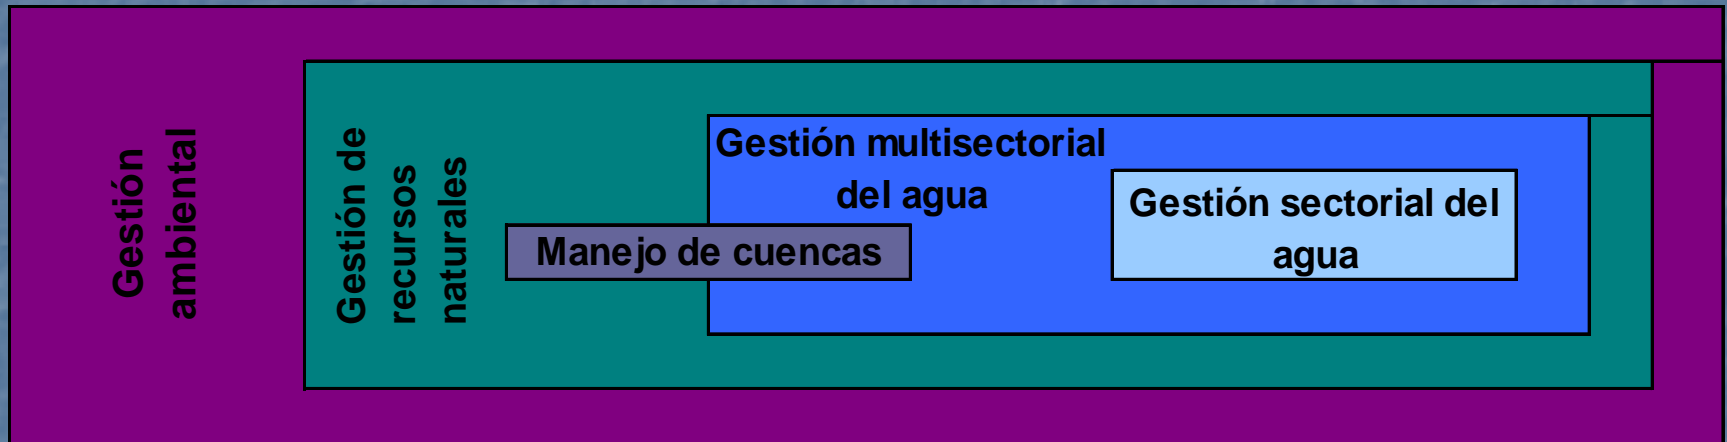 Gestión
ambiental
Gestión de
recursos
naturales
Gestión multisectorial
del agua
Manejo de cuencas
Gestión sectorial del
agua